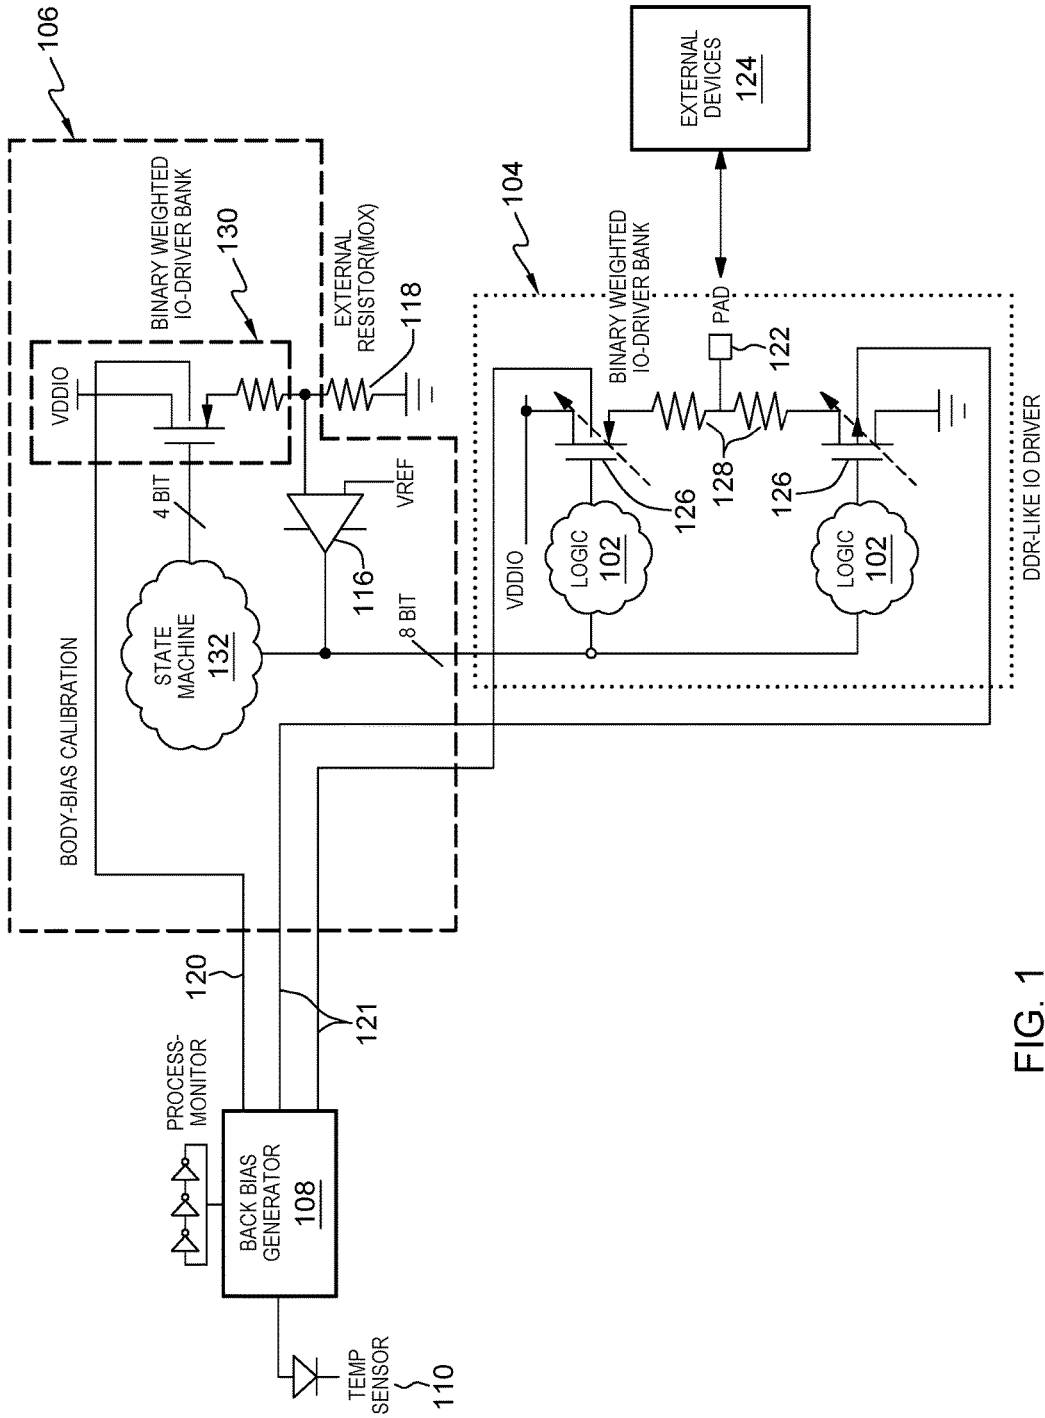 106
BINARY WEIGHTED
IO-DRIVER BANK
130
EXTERNAL
RESISTOR(MOX)
118
VDDIO
4 BIT
VREF
116
STATE
MACHINE
132
8 BIT
BODY-BIAS CALIBRATION
120
121
PROCESS-
MONITOR
BACK BIAS
GENERATOR
108
TEMP
SENSOR
110
EXTERNAL
DEVICES
124
104
PAD
122
BINARY WEIGHTED
IO-DRIVER BANK
128
126
126
VDDIO
LOGIC
102
LOGIC
102
DDR-LIKE IO DRIVER
FIG. 1